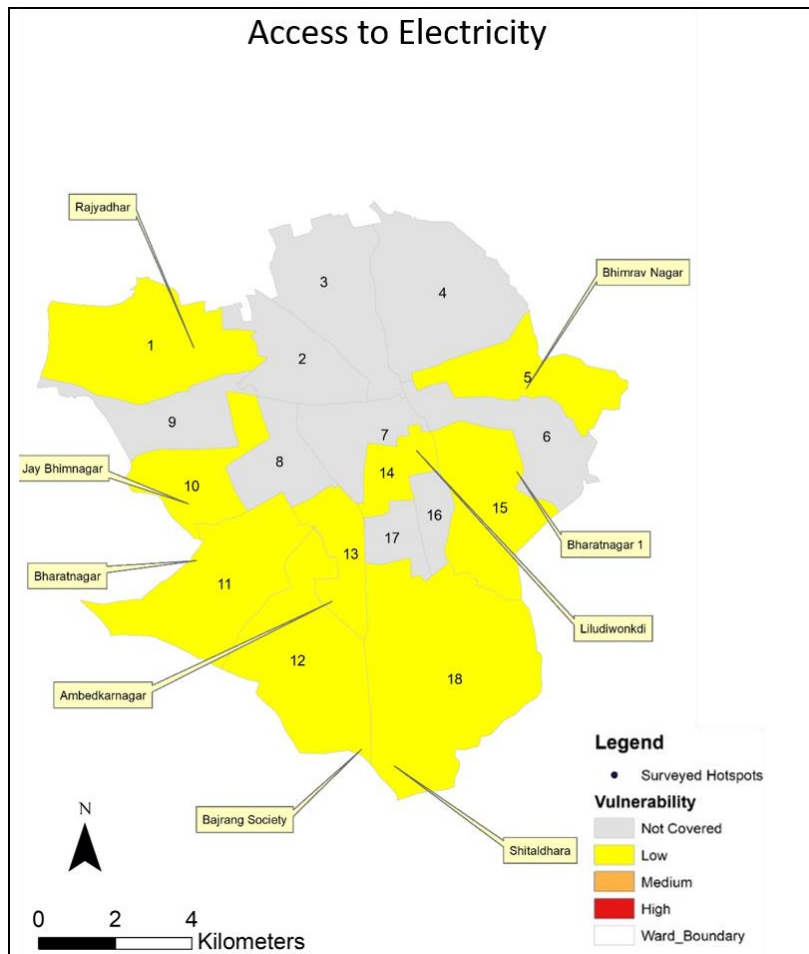 Access to Electricity
Rajyadhar
Bhimrav Nagar
3
4
1
2
5
9
7
6
8
Jay Bhimnagar
10
14
16
15
17
13
Bharatnagar 1
Bharatnagar
11
Liludiwonkdi
12
18
Ambedkarnagar
Bajrang Society
Shitaldhara
Legend
Surveyed Hotspots
Vulnerability
Not Covered
Low
Medium
High
Ward_Boundary
N
0 2 4
Kilometers